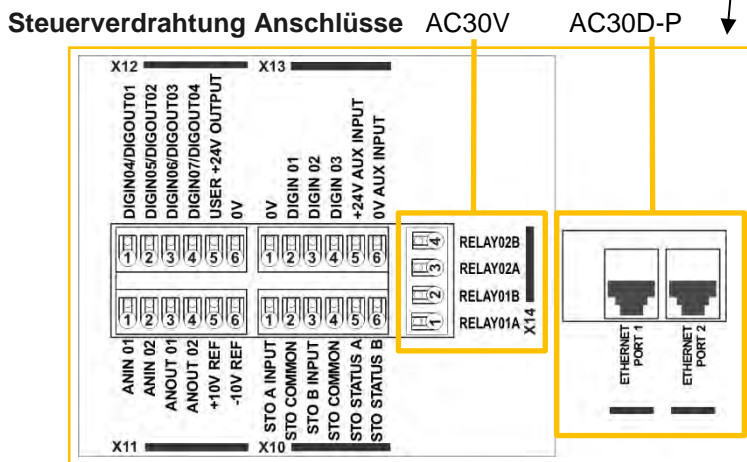 Steuerverdrahtung Anschlüsse AC30V AC30D-P
X12 X13
DIGIN04/DIGOUT01
DIGIN05/DIGOUT02
DIGIN06/DIGOUT03
DIGIN07/DIGOUT04
USER +24V OUTPUT
0V
0V
DIGIN 01
DIGIN 02
DIGIN 03
+24V AUX INPUT
0V AUX INPUT
1 2 3 4 5 6
1 2 3 4 5 6
4 RELAY02B
3 RELAY02A
2 RELAY01B
1 RELAY01A
X14
1 2 3 4 5 6
1 2 3 4 5 6
ANIN 01
ANIN 02
ANOUT 01
ANOUT 02
+10V REF
-10V REF
STO A INPUT
STO COMMON
STO B INPUT
STO COMMON
STO STATUS A
STO STATUS B
X11 X10
ETHERNET
PORT 1
ETHERNET
PORT 2